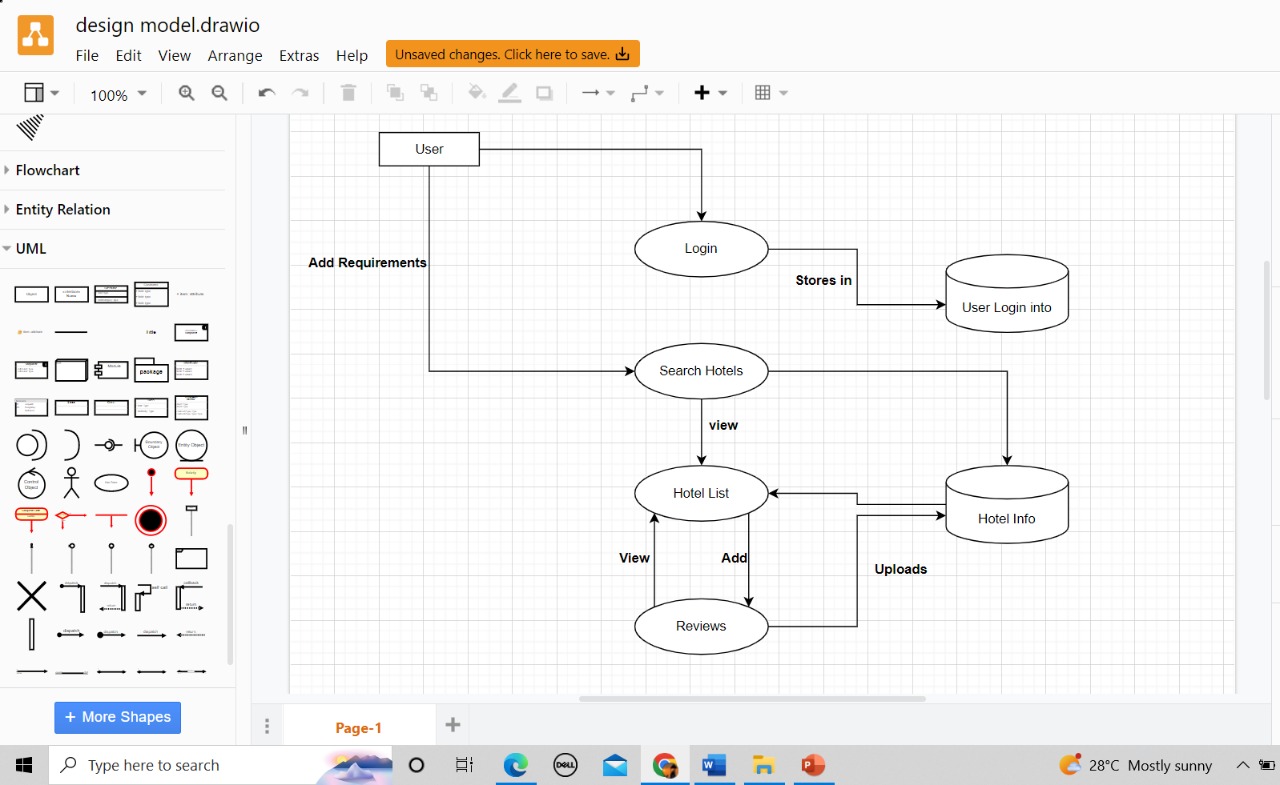 design model.drawio
File Edit View Arrange Extras Help
Unsaved changes. Click here to save.
100%
Flowchart
Entity Relation
UML
package
More Shapes
User
Login
Add Requirements
Stores in
User Login into
Search Hotels
view
Hotel List
Hotel Info
View
Add
Uploads
Reviews
Page-1
Type here to search
DELL
28°C Mostly sunny